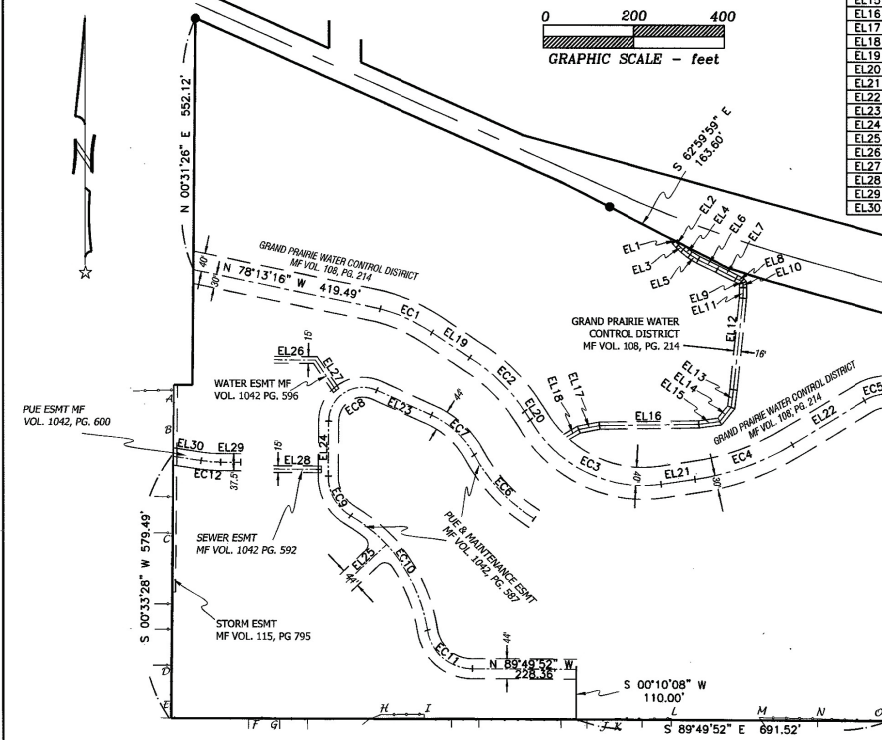 0 200 400
GRAPHIC SCALE - feet
EL15
EL16
EL17
EL18
EL19
EL20
EL21
EL22
EL23
EL24
EL25
EL26
EL27
EL28
EL29
EL30
N
N 00°31'26" E 552.12'
S 62°59'59" E
163.60'
EL1
EL2
EL3
EL4
EL5
EL6
EL7
EL8
EL9
EL10
EL11
EL12
16'
GRAND PRAIRIE WATER CONTROL DISTRICT
MF VOL. 108, PG. 214
40'
30'
N 78°13'16" W 419.49'
EC1
EL19
EC2
EL20
GRAND PRAIRIE WATER
CONTROL DISTRICT
MF VOL. 108, PG. 214
EL13
EL14
EL15
EL16
EL17
EL18
EC3
40'
EL21
30'
EC4
EL22
EC5
GRAND PRAIRIE WATER CONTROL DISTRICT
MF VOL. 108, PG. 214
15'
EL26
EL27
WATER ESMT MF
VOL. 1042 PG. 596
EC8
EL23
44'
EC7
EC6
PUE ESMT MF
VOL. 1042, PG. 600
A
B
EL30
EL29
EC12
37.5'
15'
EL28
EL24
EC9
SEWER ESMT
MF VOL. 1042 PG. 592
PUE & MAINTENANCE ESMT
MF VOL. 1042, PG. 587
EL25
44'
EC10
C
S 00°33'28" W 579.49'
STORM ESMT
MF VOL. 115, PG 795
EC11
44'
N 89°49'52" W
228.36'
S 00°10'08" W
110.00'
D
E
F G H I J K L M N O
S 89°49'52" E 691.52'